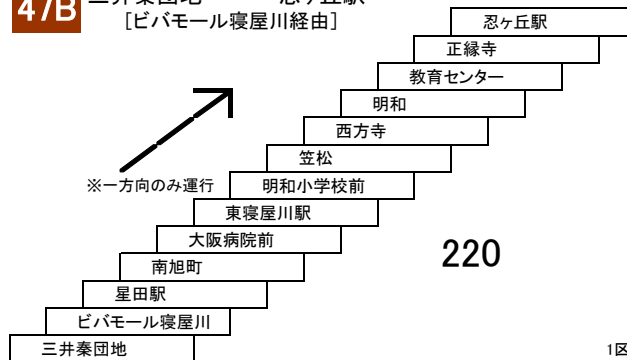 47B 三井秦団地 忍ケ丘駅
[ビバモール寝屋川経由]
忍ケ丘駅
正縁寺
教育センター
明和
西方寺
笠松
※一方向のみ運行
明和小学校前
東寝屋川駅
大阪病院前
220
南旭町
星田駅
ビバモール寝屋川
三井秦団地
1区